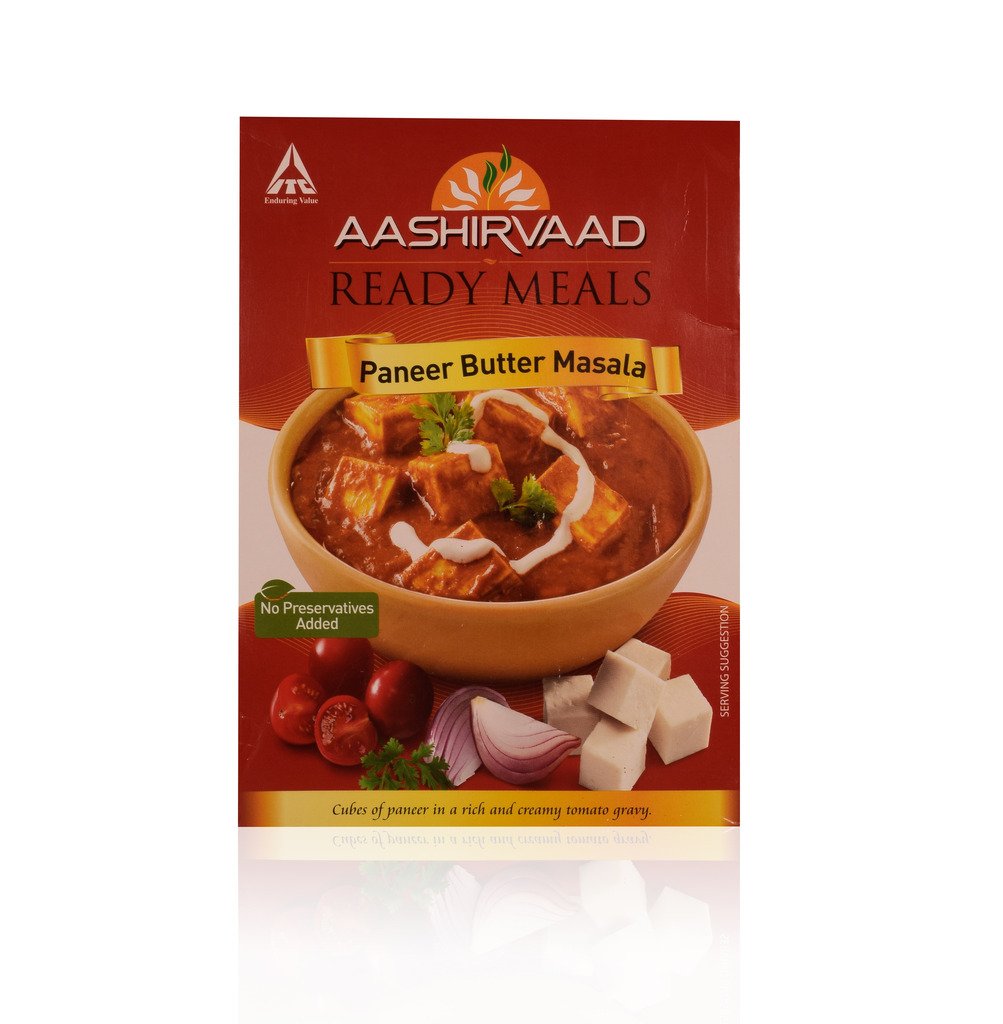 ITC
Enduring Value
AASHIRVAAD
READY MEALS
Paneer Butter Masala
No Preservatives
Added
SERVING SUGGESTION
Cubes of paneer in a rich and creamy tomato gravy.